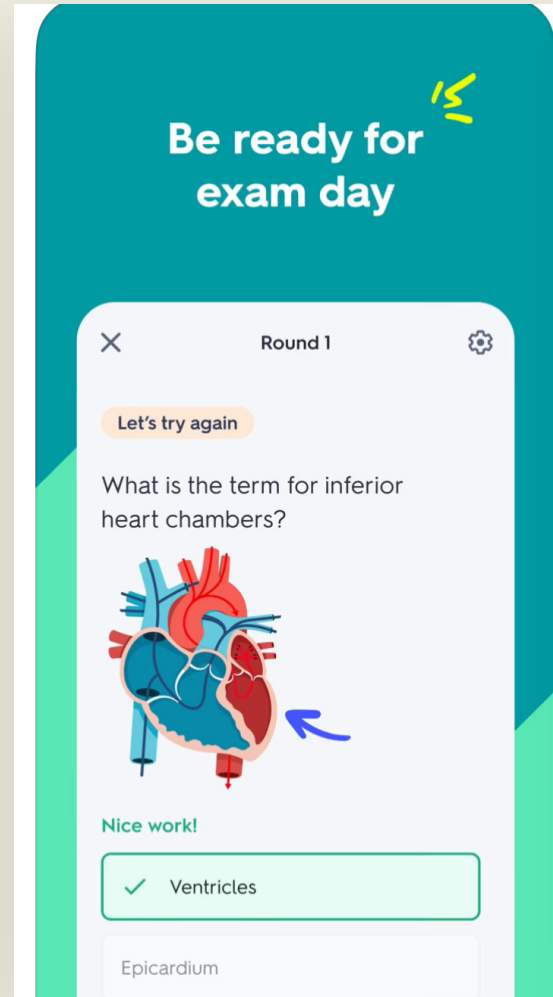 Be ready for
exam day
Round 1
Let's try again
What is the term for inferior
heart chambers?
Nice work!
Ventricles
Epicardium